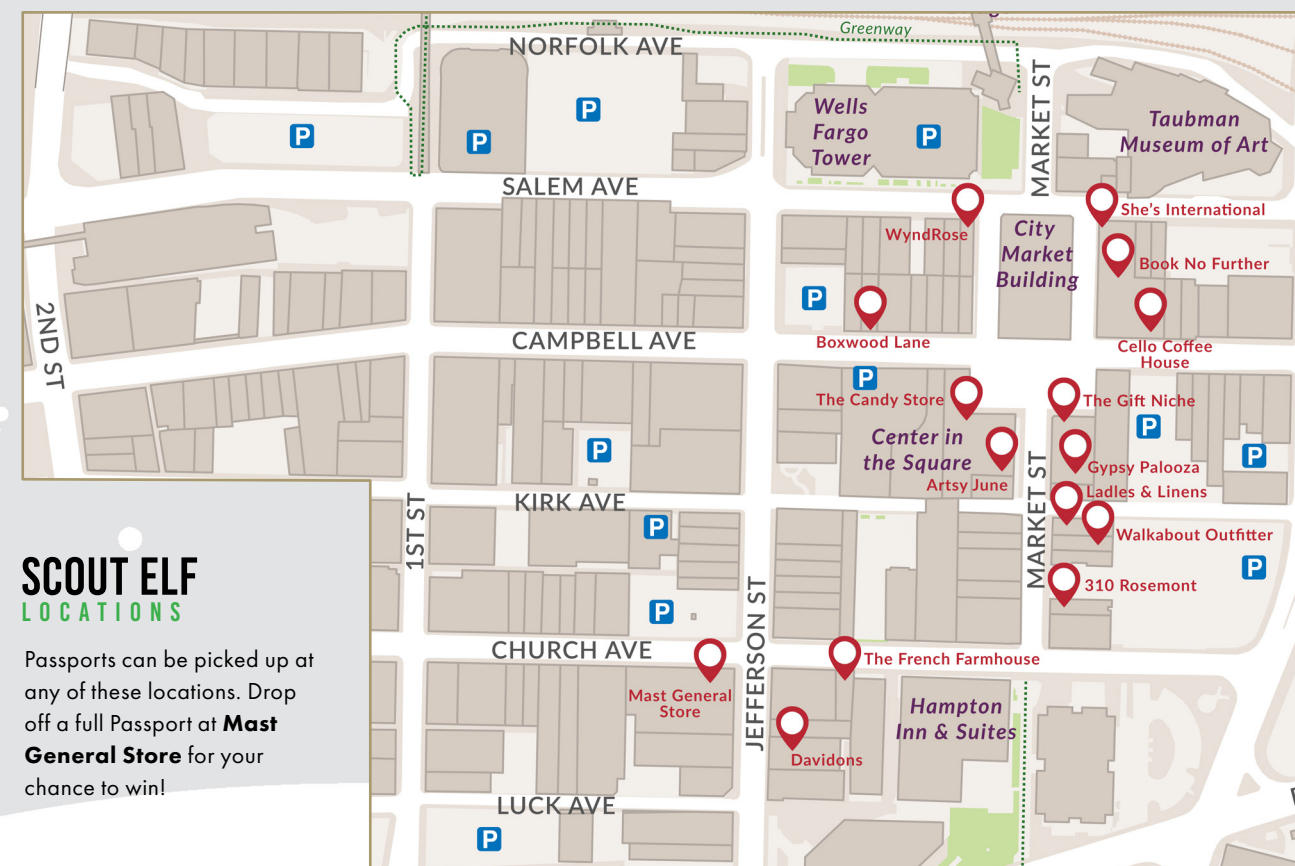 Greenway
NORFOLK AVE
Wells
Fargo
Tower
P
P
P
P
MARKET ST
Taubman
Museum of Art
SALEM AVE
She's International
WyndRose
City
Market
Building
Book No Further
P
2ND ST
Boxwood Lane
CAMPBELL AVE
Cello Coffee
House
P
The Candy Store
The Gift Niche
Center in
the Square
P
P
P
Gypsy Palooza
Artsy June
Ladles & Linens
KIRK AVE
1ST ST
MARKET ST
P
Walkabout Outfitter
P
310 Rosemont
JEFFERSON ST
P
CHURCH AVE
The French Farmhouse
Mast General
Store
Hampton
Inn & Suites
Davidons
LUCK AVE
P
SCOUT ELF
LOCATIONS
Passports can be picked up at
any of these locations. Drop
off a full Passport at Mast
General Store for your
chance to win!